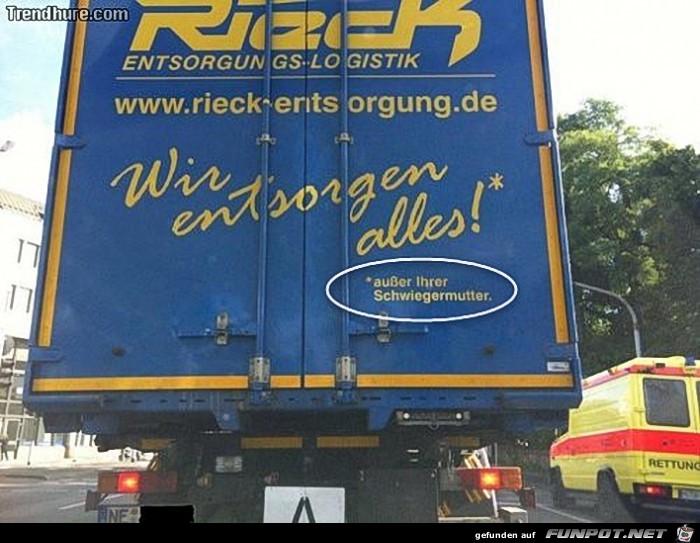 Trendhure.com
Rieck
ENTSORGUNGS-LOGISTIK
www.rieck-entsorgung.de
Wir
entsorgen
alles!*
*außer Ihrer
Schwiegermutter.
RETTUNG
NE
A
gefunden auf FUNPOT.NET